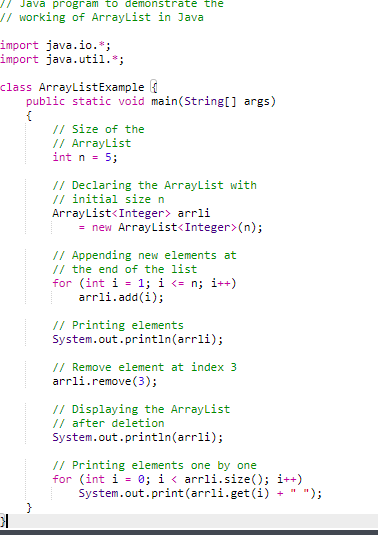 // Java program to demonstrate the
// working of ArrayList in Java
import java.io.*;
import java.util.*;
class ArrayListExample {
public static void main(String[] args)
{
// Size of the
// ArrayList
int n = 5;
// Declaring the ArrayList with
// initial size n
ArrayList<Integer> arrli
= new ArrayList<Integer>(n);
// Appending new elements at
// the end of the list
for (int i = 1; i <= n; i++)
arrli.add(i);
// Printing elements
System.out.println(arrli);
// Remove element at index 3
arrli.remove(3);
// Displaying the ArrayList
// after deletion
System.out.println(arrli);
// Printing elements one by one
for (int i = 0; i < arrli.size(); i++)
System.out.print(arrli.get(i) + " ");
}
}